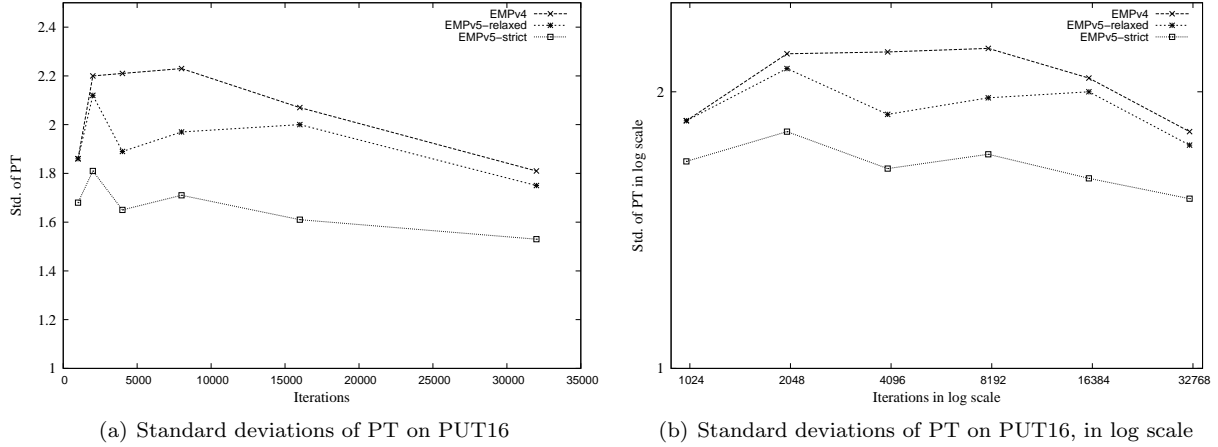 2.4
2.2
2
1.8
1.6
1.4
1.2
1
Std. of PT
0
5000
10000
15000
20000
25000
30000
35000
Iterations
EMPv4
EMPv5-relaxed
EMPv5-strict
(a) Standard deviations of PT on PUT16
2
1
Std. of PT in log scale
1024
2048
4096
8192
16384
32768
Iterations in log scale
EMPv4
EMPv5-relaxed
EMPv5-strict
(b) Standard deviations of PT on PUT16, in log scale